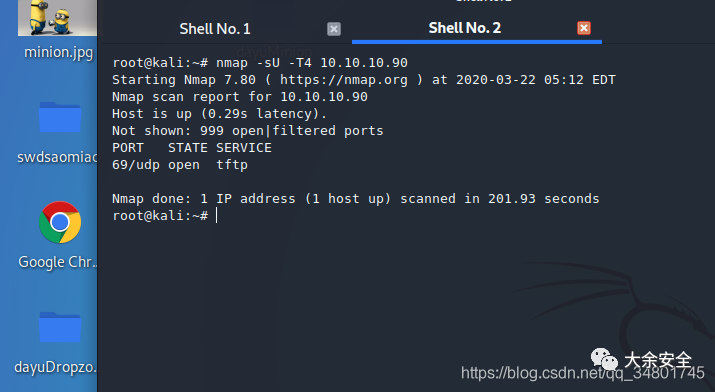 minion.jpg
swdsaomiao
Google Chr...
dayuDropzo...
Shell No. 1
Shell No. 2
root@kali:~# nmap -sU -T4 10.10.10.90
Starting Nmap 7.80 ( https://nmap.org ) at 2020-03-22 05:12 EDT
Nmap scan report for 10.10.10.90
Host is up (0.29s latency).
Not shown: 999 open|filtered ports
PORT   STATE SERVICE
69/udp open  tftp
Nmap done: 1 IP address (1 host up) scanned in 201.93 seconds
root@kali:~#
大余安全
https://blog.csdn.net/qq_34801745